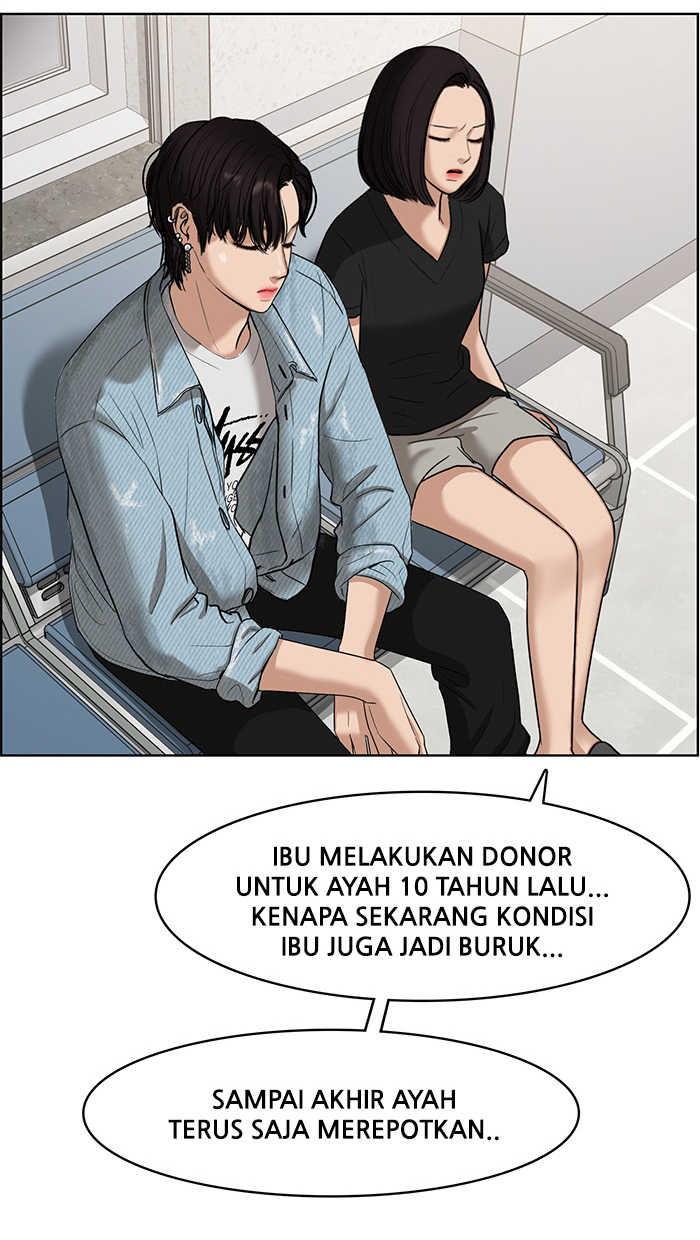 IBU MELAKUKAN DONOR
UNTUK AYAH 10 TAHUN LALU...
KENAPA SEKARANG KONDISI
IBU JUGA JADI BURUK...
SAMPAI AKHIR AYAH
TERUS SAJA MEREPOTKAN..